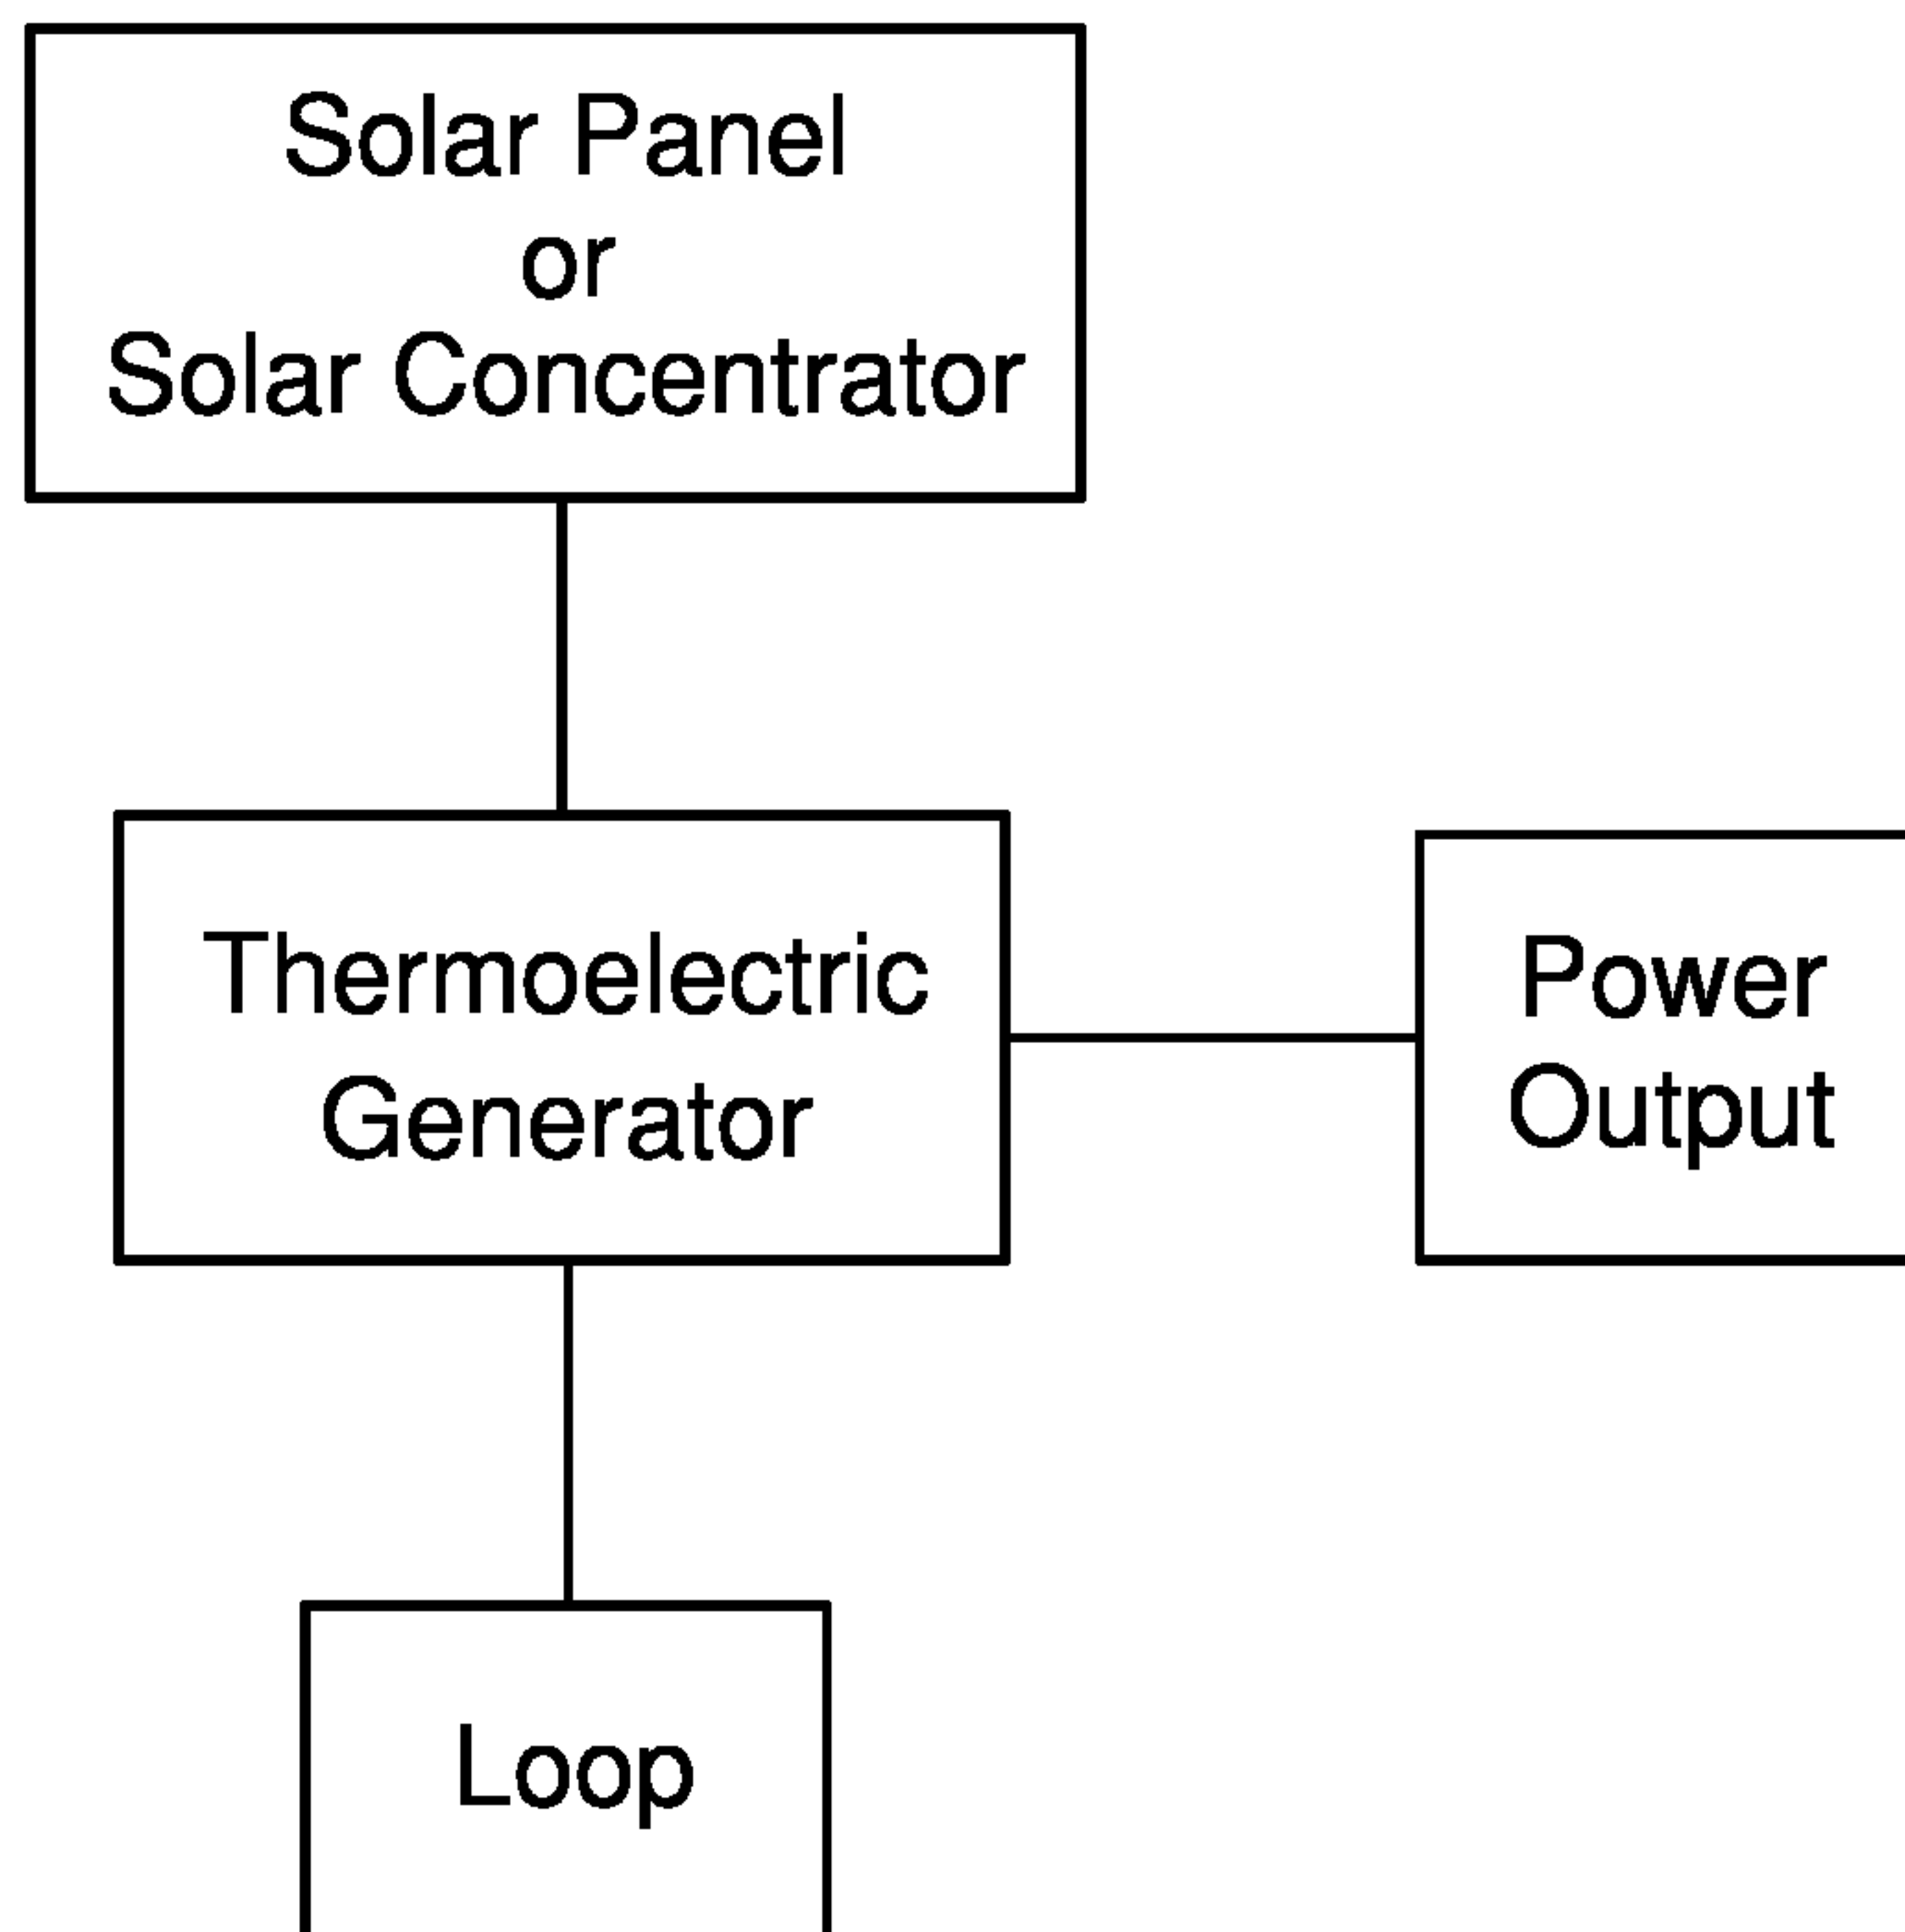 Solar Panel
or
Solar Concentrator
Thermoelectric
Generator
Power
Output
Loop